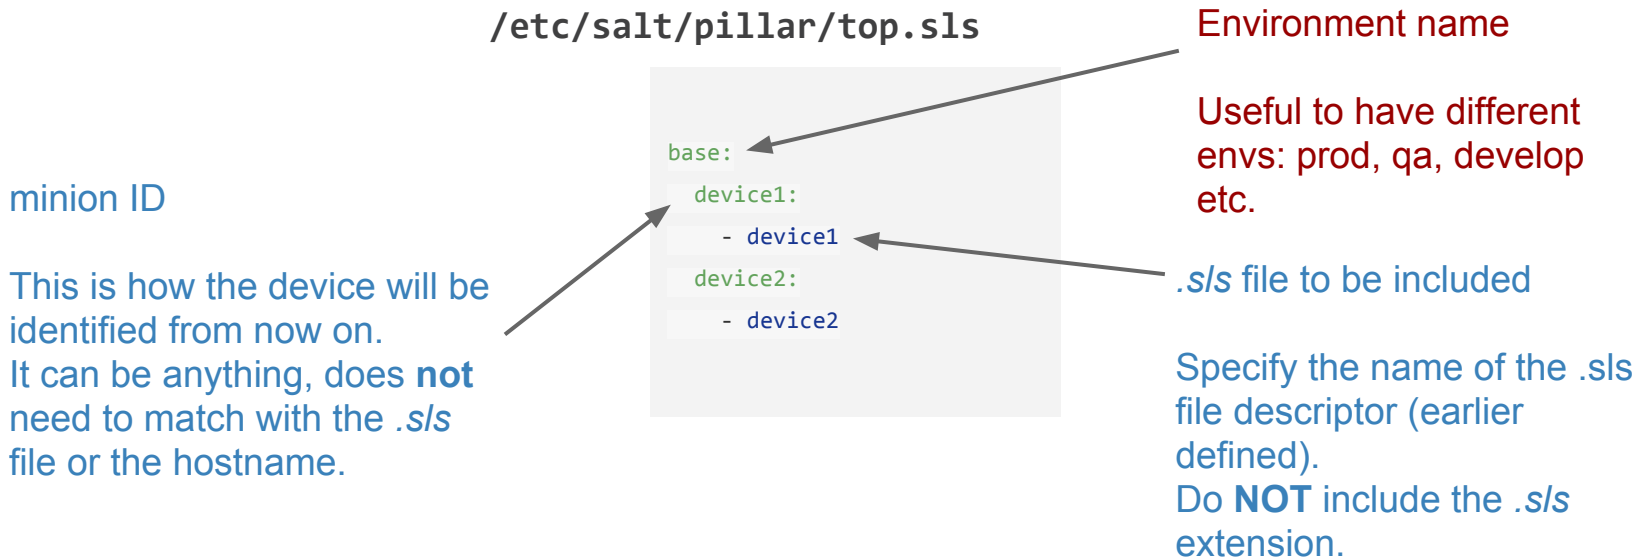 /etc/salt/pillar/top.sls
base:
device1:
- device1
device2:
- device2
minion ID
This is how the device will be
identified from now on.
It can be anything, does not
need to match with the .sls
file or the hostname.
Environment name
Useful to have different
envs: prod, qa, develop
etc.
.sls file to be included
Specify the name of the .sls
file descriptor (earlier
defined).
Do NOT include the .sls
extension.